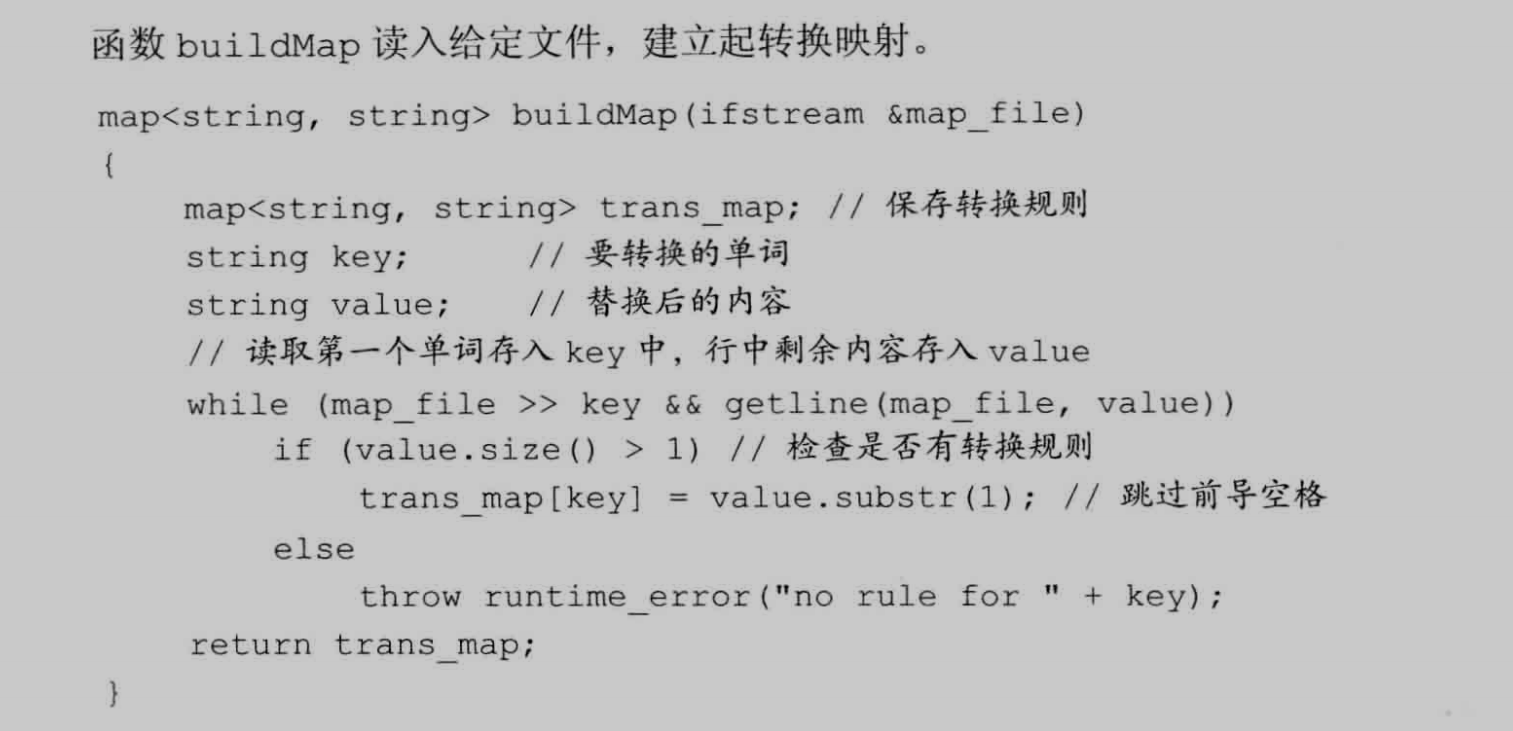 函数 buildMap 读入给定文件，建立起转换映射。
map<string, string> buildMap(ifstream &map_file)
{
    map<string, string> trans_map; // 保存转换规则
    string key;      // 要转换的单词
    string value;    // 替换后的内容
    // 读取第一个单词存入 key 中，行中剩余内容存入 value
    while (map_file >> key && getline(map_file, value))
        if (value.size() > 1) // 检查是否有转换规则
            trans_map[key] = value.substr(1); // 跳过前导空格
        else
            throw runtime_error("no rule for " + key);
    return trans_map;
}